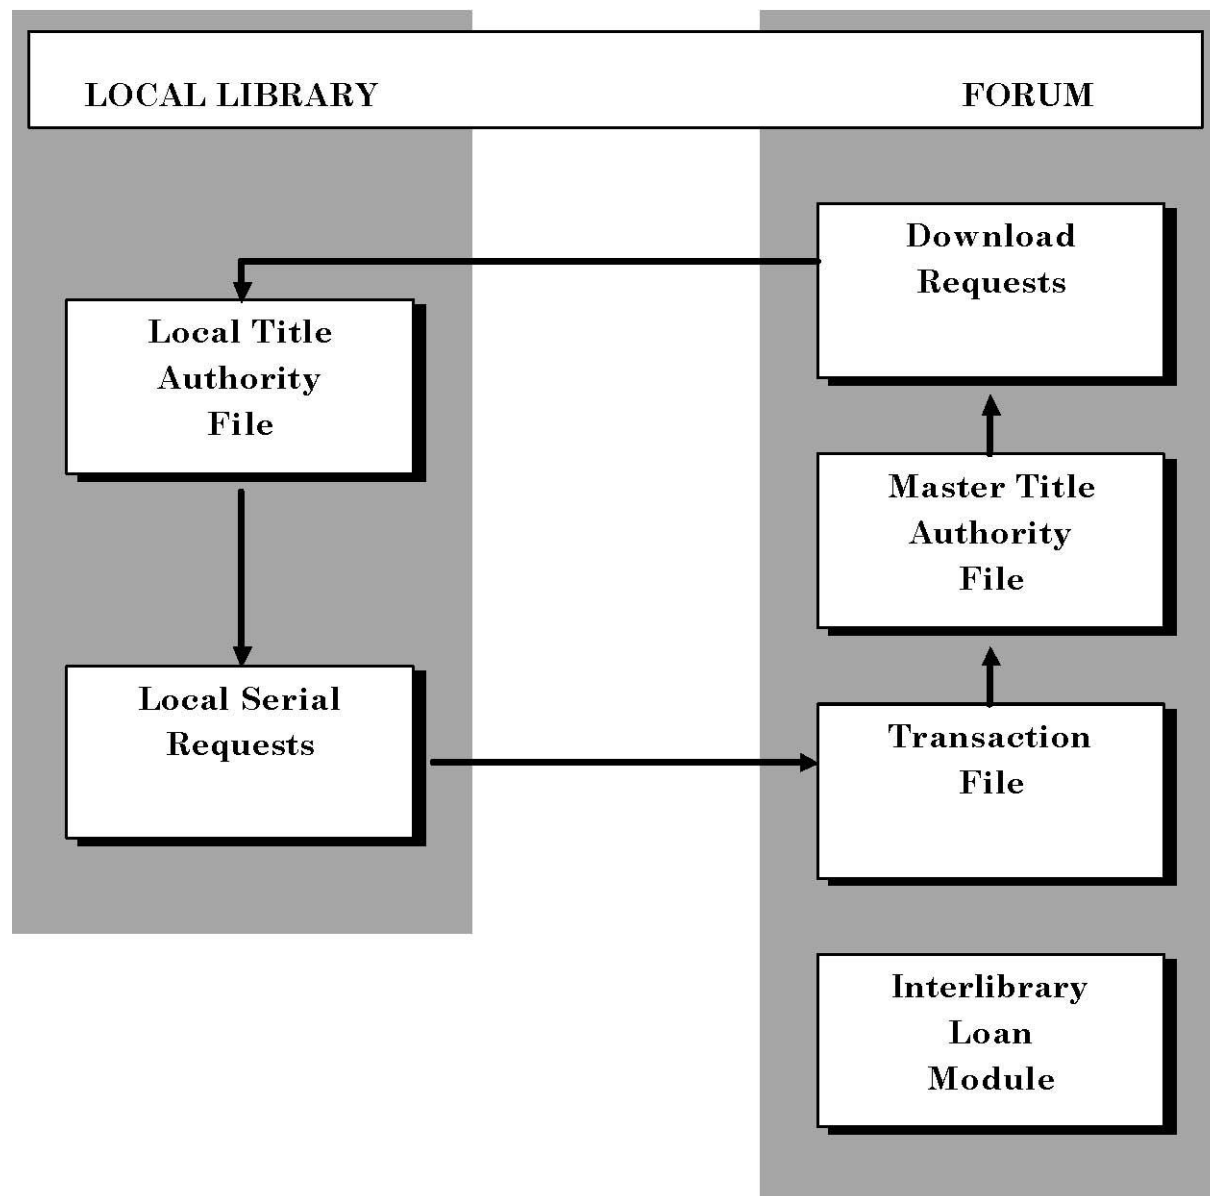 LOCAL LIBRARY
FORUM
Download
Requests
Local Title
Authority
File
Master Title
Authority
File
Local Serial
Requests
Transaction
File
Interlibrary
Loan
Module